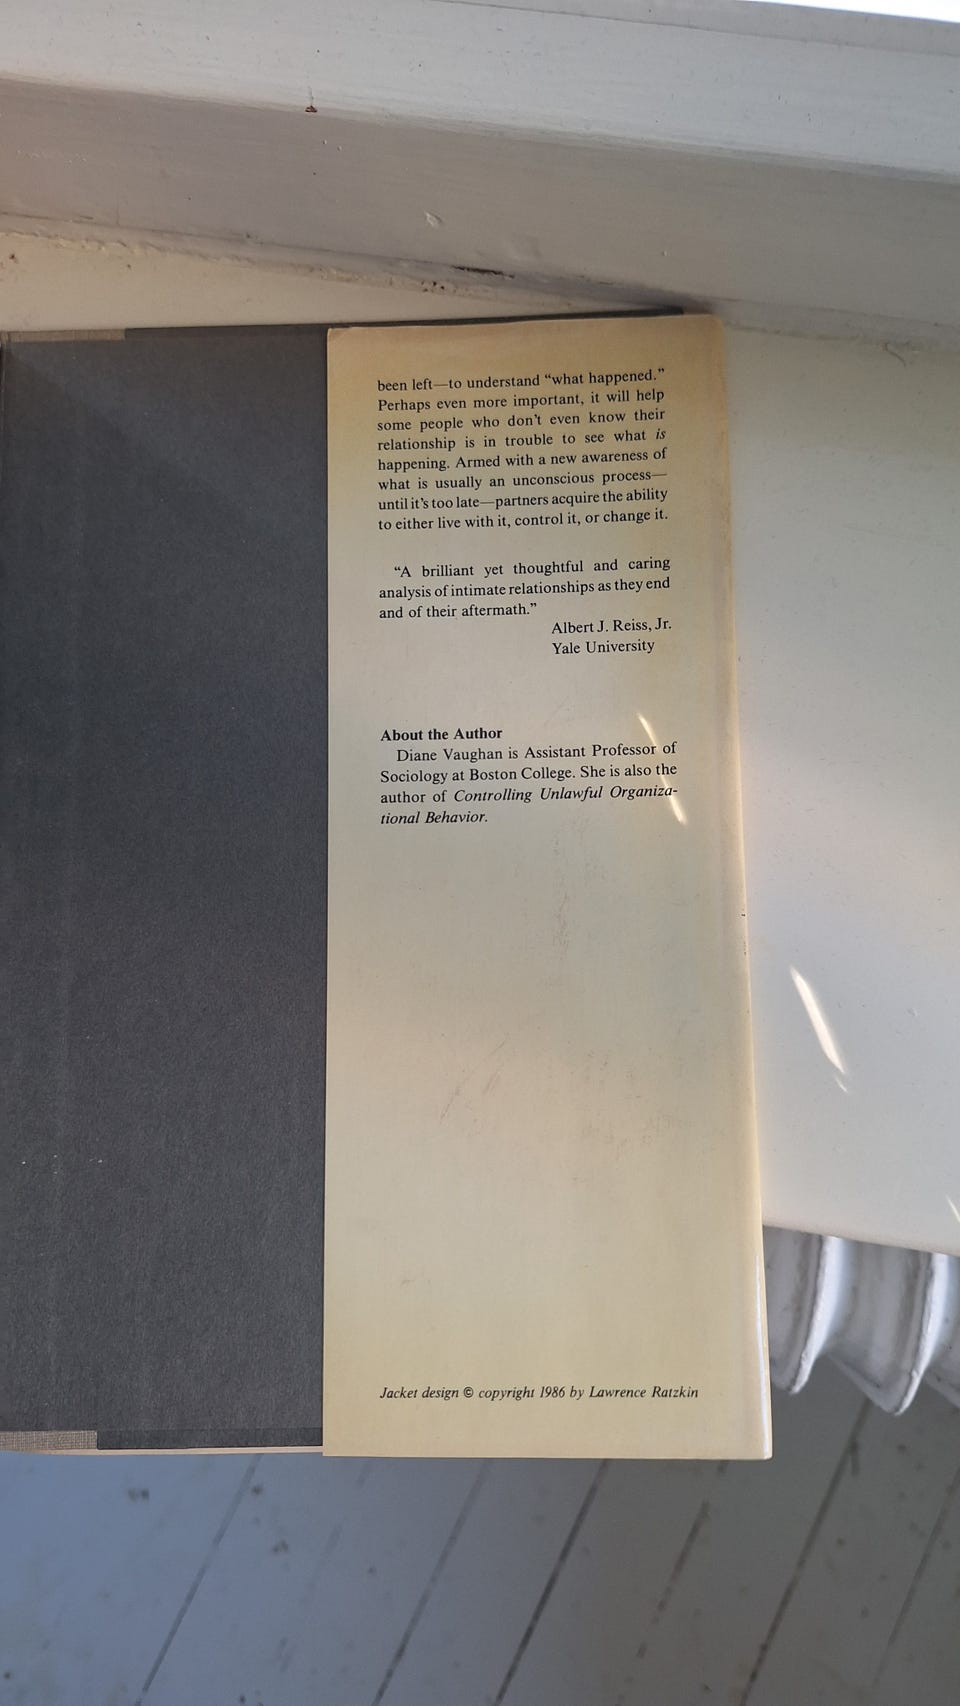 been left—to understand “what happened.”
Perhaps even more important, it will help
some people who don’t even know their
relationship is in trouble to see what is
happening. Armed with a new awareness of
what is usually an unconscious process—
until it’s too late—partners acquire the ability
to either live with it, control it, or change it.
“A brilliant yet thoughtful and caring
analysis of intimate relationships as they end
and of their aftermath.”
Albert J. Reiss, Jr.
Yale University
About the Author
Diane Vaughan is Assistant Professor of
Sociology at Boston College. She is also the
author of Controlling Unlawful Organiza-
tional Behavior.
Jacket design © copyright 1986 by Lawrence Ratzkin